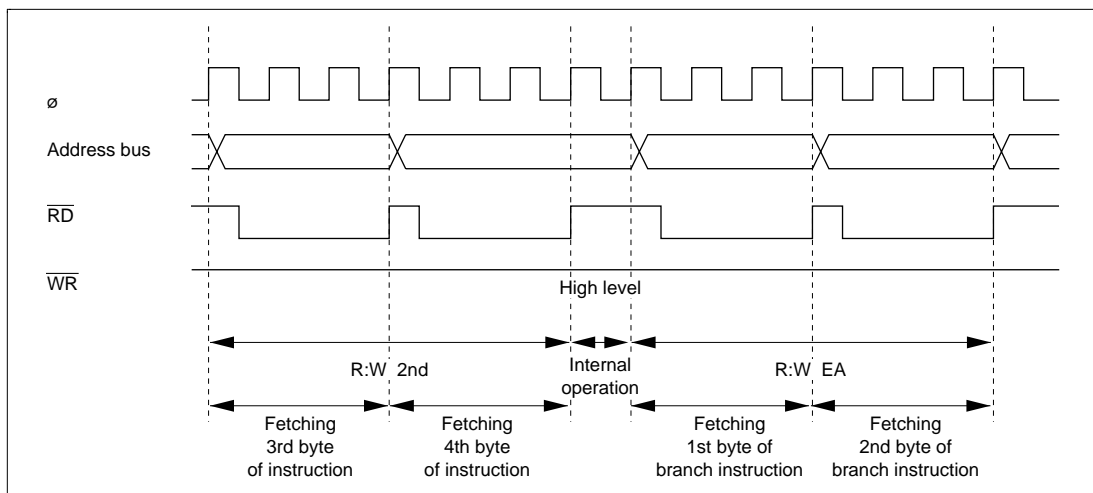 ø
Address bus
RD
WR
High level
R:W 2nd
Internal
operation
R:W EA
Fetching
3rd byte
of instruction
Fetching
4th byte
of instruction
Fetching
1st byte of
branch instruction
Fetching
2nd byte of
branch instruction